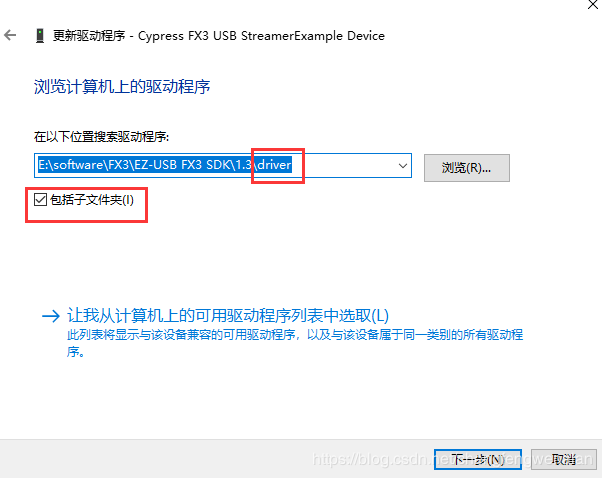 更新驱动程序 - Cypress FX3 USB StreamerExample Device
浏览计算机上的驱动程序
在以下位置搜索驱动程序:
E:\software\FX3\EZ-USB FX3 SDK\1.3\driver
浏览(R)...
包括子文件夹(I)
让我从计算机上的可用驱动程序列表中选取(L)
此列表将显示与该设备兼容的可用驱动程序，以及与该设备属于同一类别的所有驱动程
序。
下一步(N)
取消